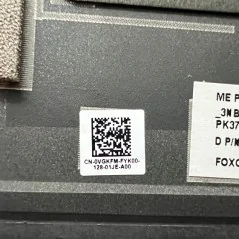 CN-0VGKFM-FYK00-
128-01JE-A00
ME P
_3N B
PK37
D P/N
FOXC